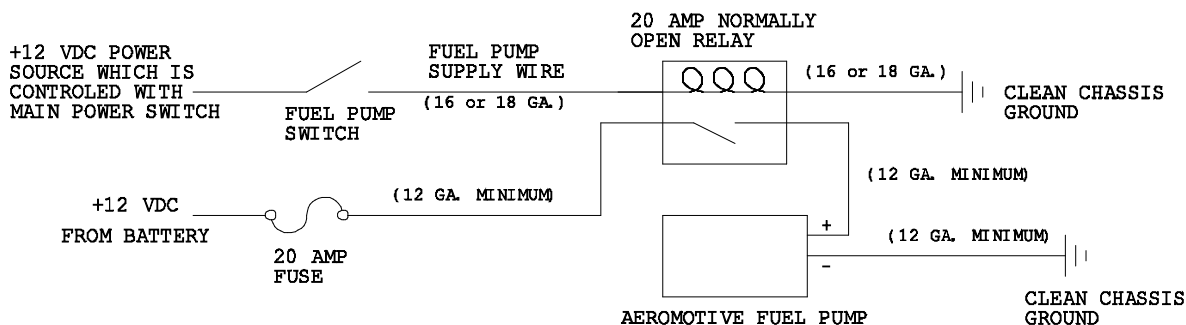 20 AMP NORMALLY
OPEN RELAY
+12 VDC POWER
SOURCE WHICH IS
CONTROLED WITH
MAIN POWER SWITCH
FUEL PUMP
SWITCH
FUEL PUMP
SUPPLY WIRE
(16 or 18 GA.)
(16 or 18 GA.)
CLEAN CHASSIS
GROUND
+12 VDC
FROM BATTERY
20 AMP
FUSE
(12 GA. MINIMUM)
(12 GA. MINIMUM)
+
-
(12 GA. MINIMUM)
CLEAN CHASSIS
GROUND
AEROMOTIVE FUEL PUMP